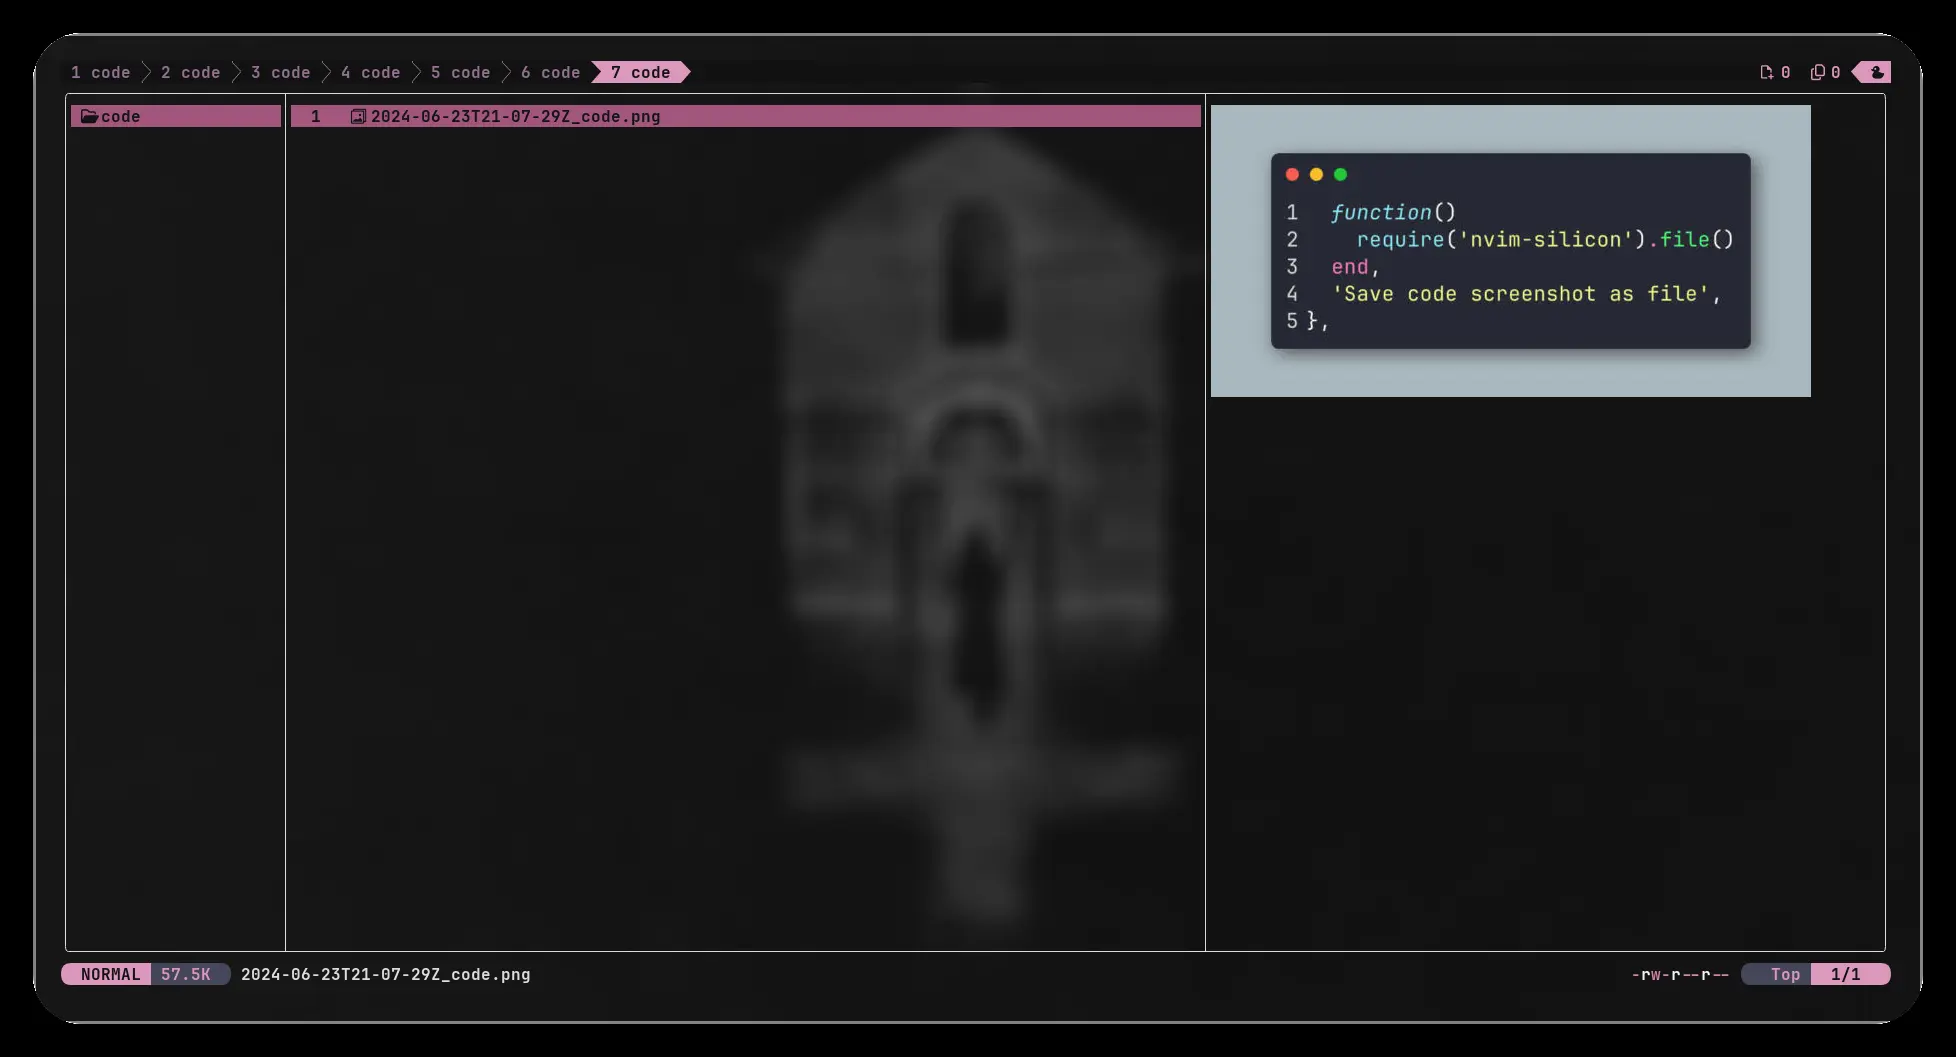 1 code 2 code 3 code 4 code 5 code 6 code 7 code 0 0
code
1 2024-06-23T21-07-29Z_code.png
1 function()
2 require('nvim-silicon').file()
3 end,
4 'Save code screenshot as file',
5 },
NORMAL 57.5K 2024-06-23T21-07-29Z_code.png -rw-r--r-- Top 1/1